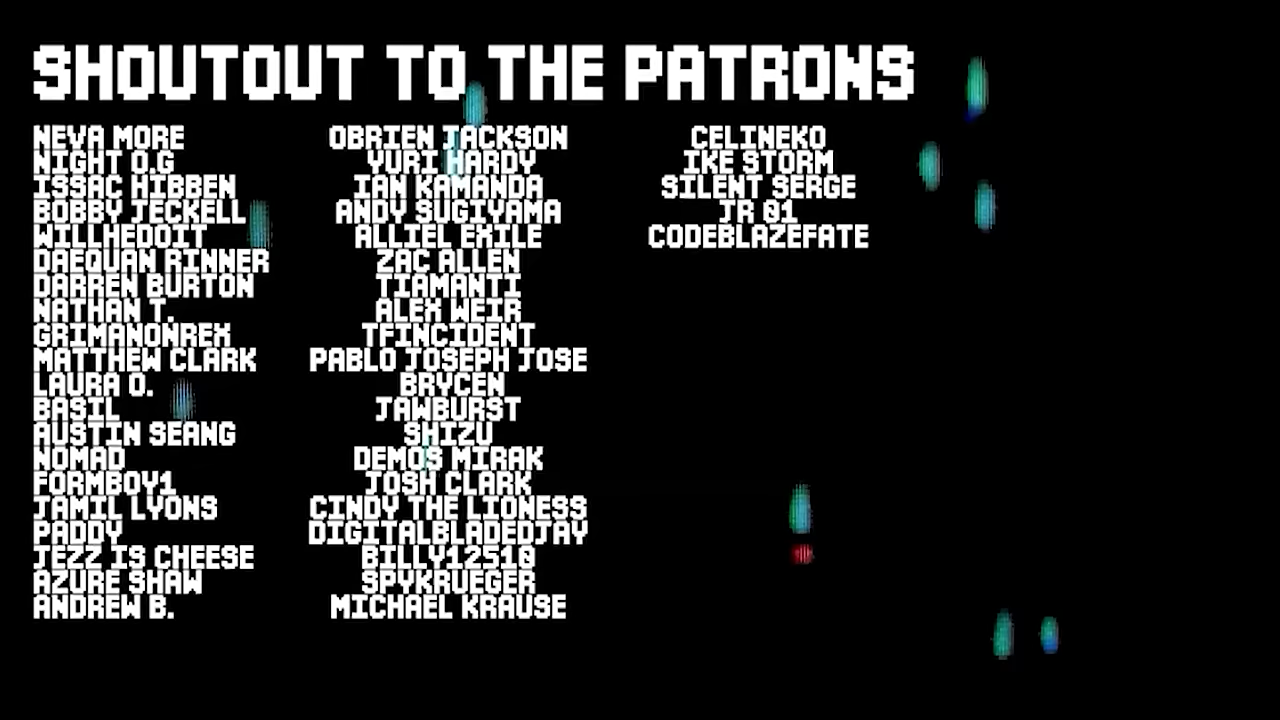 SHOUTOUT TO THE PATRONS
NEVA MORE
NIGHT O.G
ISSAC HIBBEN
BOBBY JECKELL
WILLHEDOIT
DAEQUAN RINNER
DARREN BURTON
NATHAN T.
GRIMANONREX
MATTHEW CLARK
LAURA O.
BASIL
AUSTIN SEANG
NOMAD
FORMBOY1
JAMIL LYONS
PADDY
JEZZ IS CHEESE
AZURE SHAW
ANDREW B.
OBRIEN JACKSON
YURI HARDY
IAN KAMANDA
ANDY SUGIYAMA
ALLIEL EXILE
ZAC ALLEN
TIAMANTI
ALEX WEIR
TFINCIDENT
PABLO JOSEPH JOSE
BRYCEN
JAWBURST
SHIZU
DEMOS MIRAK
JOSH CLARK
CINDY THE LIONESS
DIGITALBLADEDJAY
BILLY12510
SPYKRUEGER
MICHAEL KRAUSE
CELINEKO
IKE STORM
SILENT SERGE
JR 01
CODEBLAZEFATE